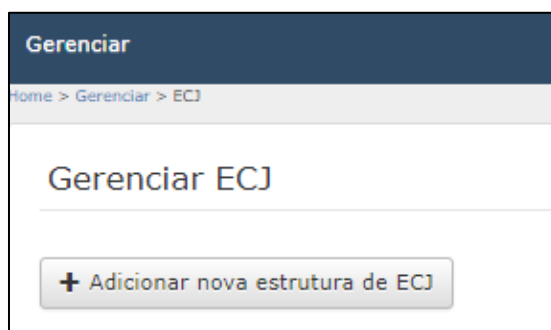 Gerenciar
Home > Gerenciar > ECJ
Gerenciar ECJ
+ Adicionar nova estrutura de ECJ